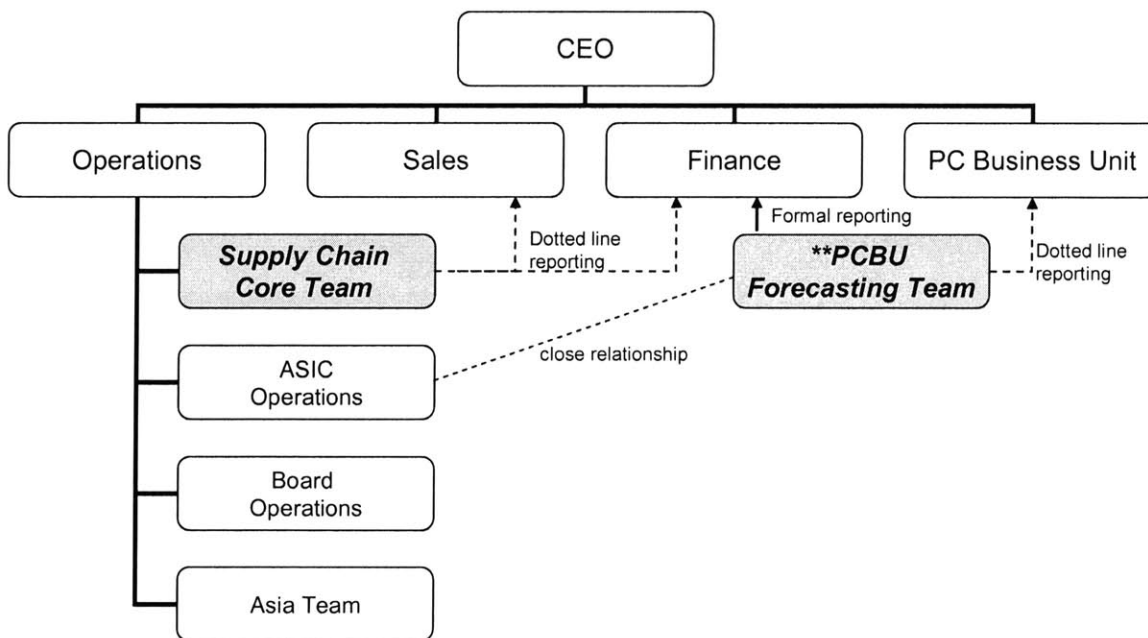 CEO
Operations
Sales
Finance
PC Business Unit
Formal reporting
Supply Chain
Core Team
Dotted line
reporting
**PCBU
Forecasting Team
Dotted line
reporting
close relationship
ASIC
Operations
Board
Operations
Asia Team